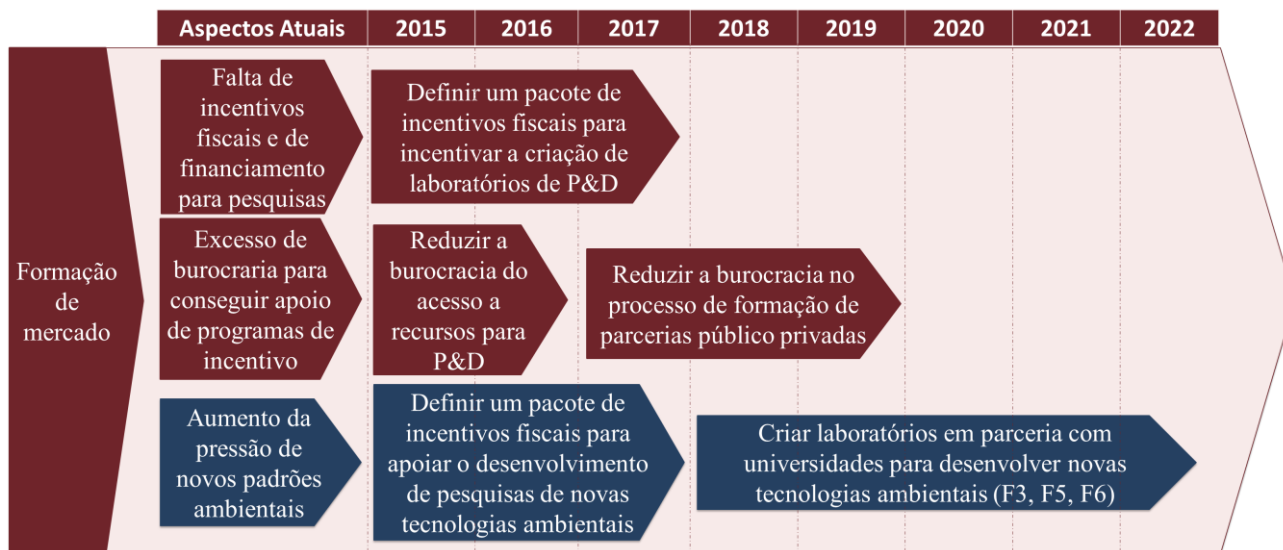 Aspectos Atuais 2015 2016 2017 2018 2019 2020 2021 2022
Formação
de
mercado
Falta de
incentivos
fiscais e de
financiamento
para pesquisas
Definir um pacote de
incentivos fiscais para
incentivar a criação de
laboratórios de P&D
Excesso de
burocraria para
conseguir apoio
de programas de
incentivo
Reduzir a
burocracia do
acesso a
recursos para
P&D
Reduzir a burocracia no
processo de formação de
parcerias público privadas
Aumento da
pressão de
novos padrões
ambientais
Definir um pacote de
incentivos fiscais para
apoiar o desenvolvimento
de pesquisas de novas
tecnologias ambientais
Criar laboratórios em parceria com
universidades para desenvolver novas
tecnologias ambientais (F3, F5, F6)